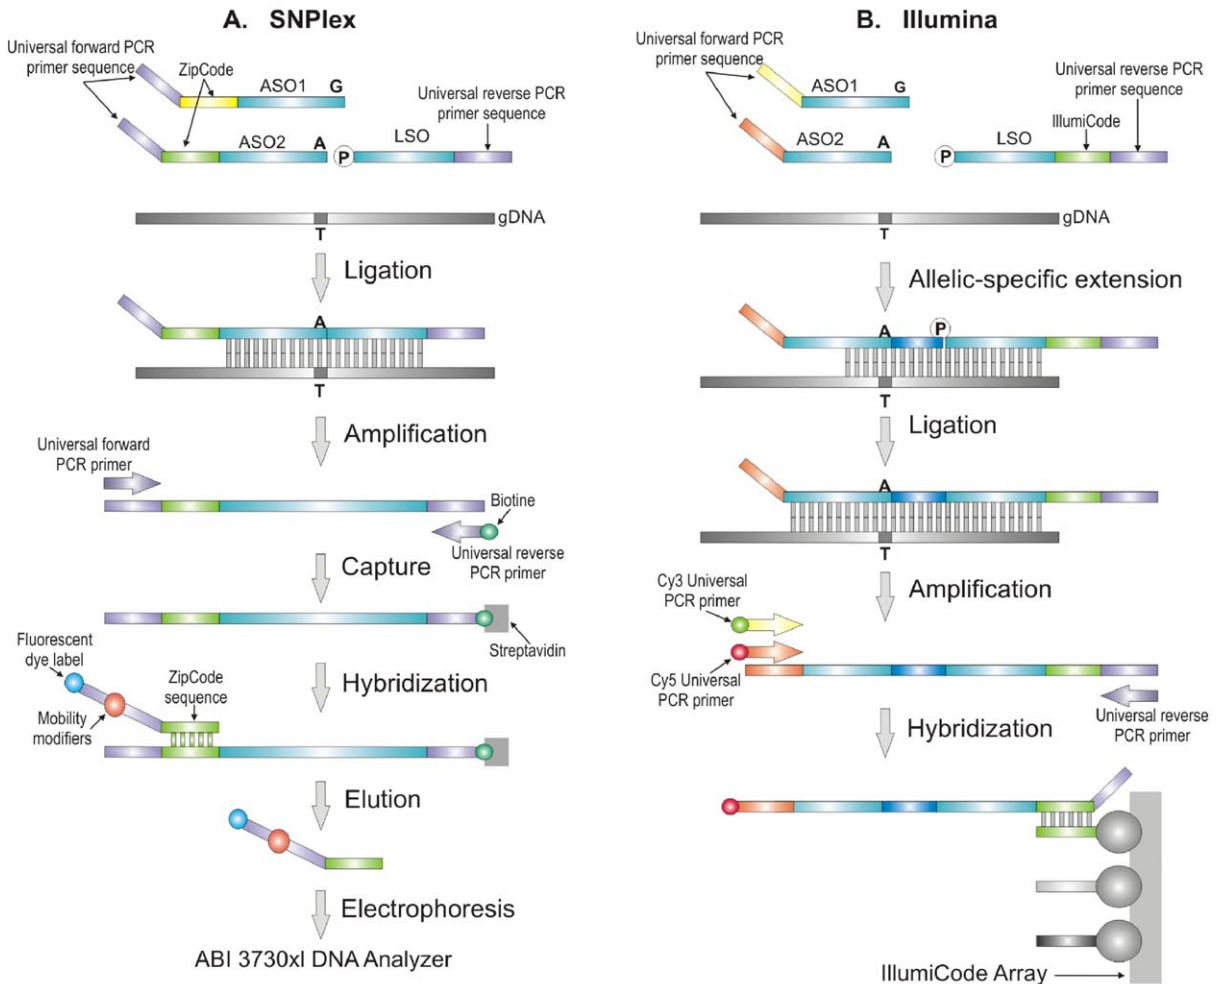 A. SNPlex
Universal forward PCR
primer sequence
ZipCode
ASO1
G
Universal reverse PCR
primer sequence
ASO2
A
P
LSO
gDNA
T
Ligation
A
T
Amplification
Universal forward
PCR primer
Biotine
Universal reverse
PCR primer
Capture
Streptavidin
Fluorescent
dye label
ZipCode
sequence
Hybridization
Mobility
modifiers
Elution
Electrophoresis
ABI 3730xl DNA Analyzer
B. Illumina
Universal forward PCR
primer sequence
ASO1
G
Universal reverse PCR
primer sequence
IllumiCode
ASO2
A
P
LSO
gDNA
T
Allelic-specific extension
A
P
T
Ligation
A
T
Amplification
Cy3 Universal
PCR primer
Cy5 Universal
PCR primer
Universal reverse
PCR primer
Hybridization
IllumiCode Array